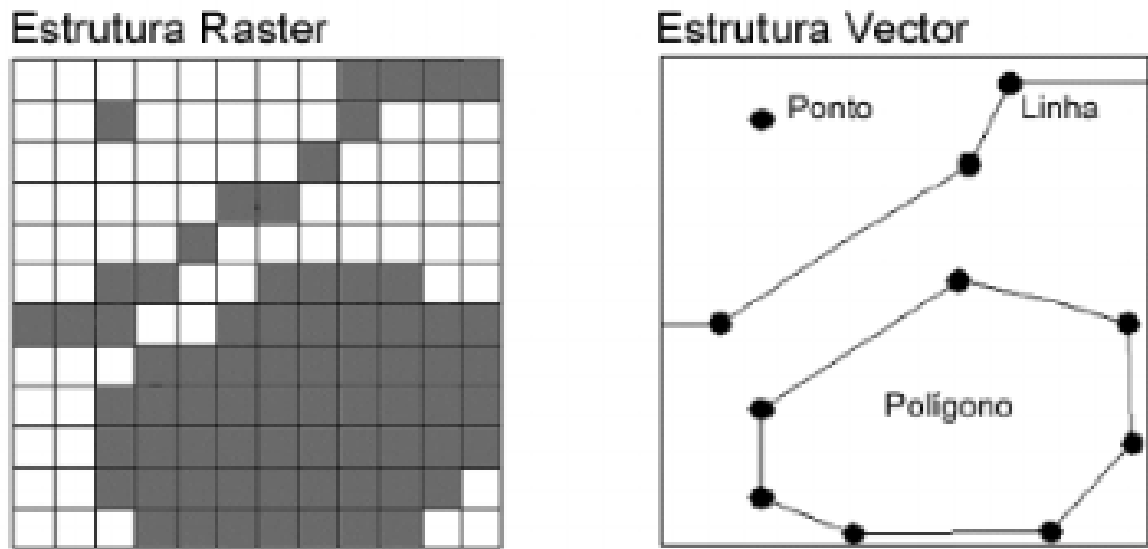 Estrutura Raster
Estrutura Vector
Ponto
Linha
Polígono